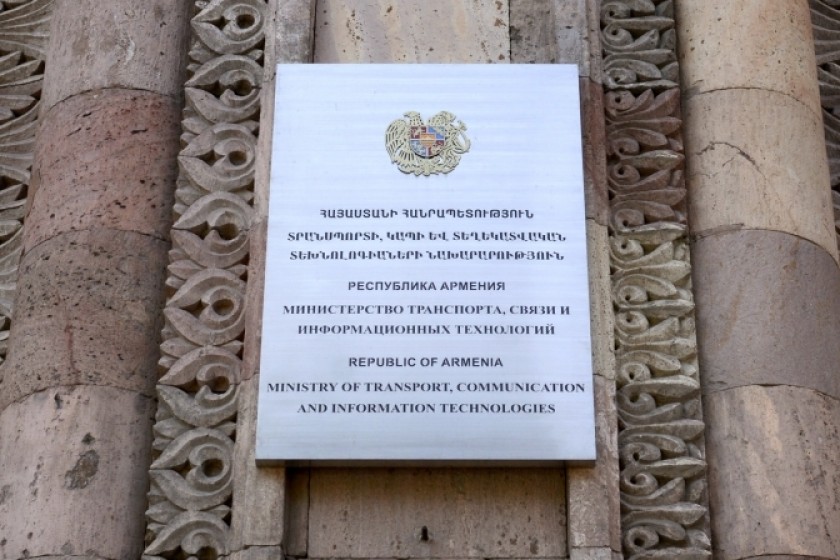 ՀԱՅԱՍՏԱՆԻ ՀԱՆՐԱՊԵՏՈՒԹՅՈՒՆ
ՏՐԱՆՍՊՈՐՏԻ, ԿԱՊԻ ԵՎ ՏԵՂԵԿԱՏՎԱԿԱՆ
ՏԵԽՆՈԼՈԳԻԱՆԵՐԻ ՆԱԽԱՐԱՐՈՒԹՅՈՒՆ
РЕСПУБЛИКА АРМЕНИЯ
МИНИСТЕРСТВО ТРАНСПОРТА, СВЯЗИ И
ИНФОРМАЦИОННЫХ ТЕХНОЛОГИЙ
REPUBLIC OF ARMENIA
MINISTRY OF TRANSPORT, COMMUNICATION
AND INFORMATION TECHNOLOGIES